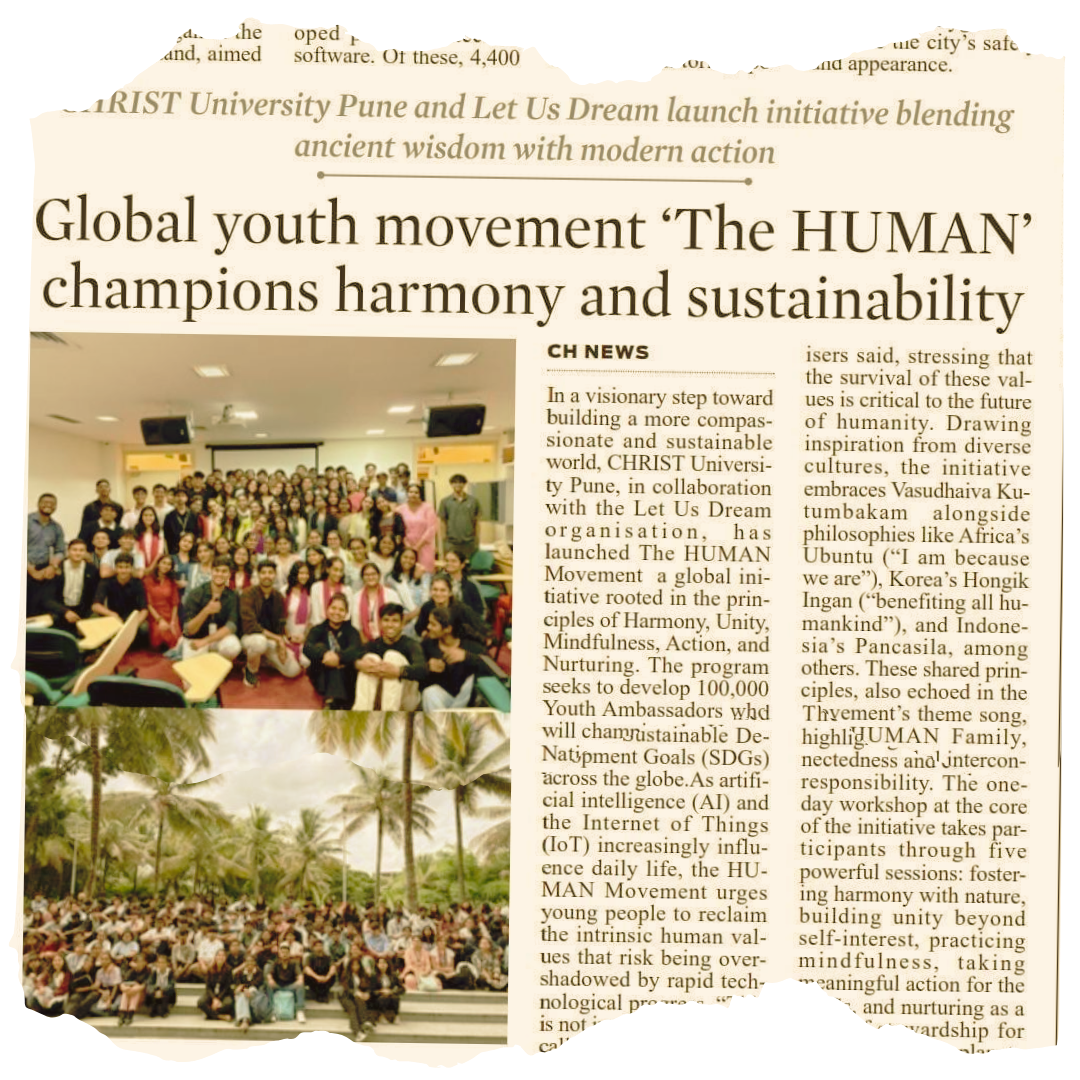 the
and, aimed
oped
software. Of these, 4,400
the city's safe
and appearance.
CHRIST University Pune and Let Us Dream launch initiative blending
ancient wisdom with modern action
Global youth movement ‘The HUMAN’
champions harmony and sustainability
CH NEWS
In a visionary step toward
building a more compas-
sionate and sustainable
world, CHRIST Universi-
ty Pune, in collaboration
with the Let Us Dream
organisation, has
launched The HUMAN
Movement a global ini-
tiative rooted in the prin-
ciples of Harmony, Unity,
Mindfulness, Action, and
Nurturing. The program
seeks to develop 100,000
Youth Ambassadors who
will De-
Goals (SDGs)
across the globe.As artifi-
cial intelligence (AI) and
the Internet of Things
(IoT) increasingly influ-
ence daily life, the HU-
MAN Movement urges
young people to reclaim
the intrinsic human val-
ues that risk being over-
shadowed by rapid tech-
nological
is not
isers said, stressing that
the survival of these val-
ues is critical to the future
of humanity. Drawing
inspiration from diverse
cultures, the initiative
embraces Vasudhaiva Ku-
tumbakam alongside
philosophies like Africa's
Ubuntu (“I am because
we are”), Korea's Hongik
Ingan (“benefiting all hu-
mankind”), and Indone-
sia's Pancasila, among
others. These shared prin-
ciples, also echoed in the
theme song,
HUMAN Family,
nectedness and intercon-
responsibility. The one-
day workshop at the core
of the initiative takes par-
ticipants through five
powerful sessions: foster-
ing harmony with nature,
building unity beyond
self-interest, practicing
mindfulness, taking
meaningful action for the
and nurturing as a
for